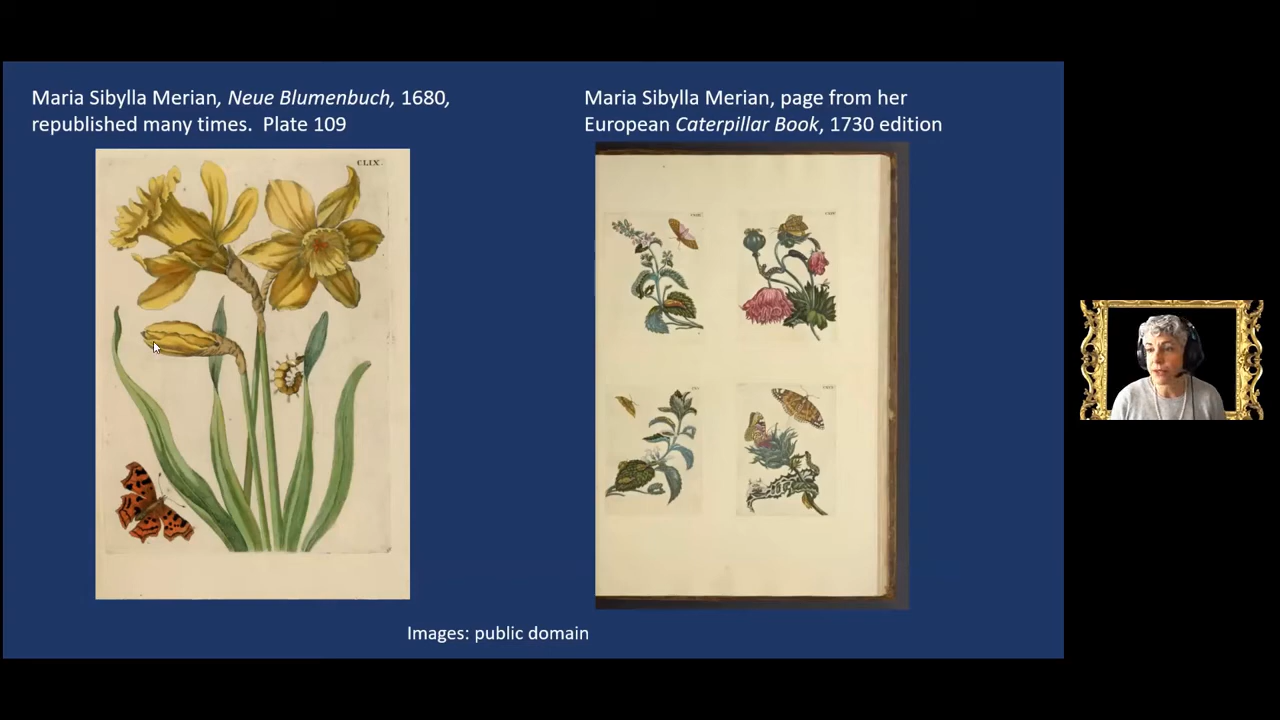 Maria Sibylla Merian, Neue Blumenbuch, 1680,
republished many times.  Plate 109
CLIX.
Maria Sibylla Merian, page from her
European Caterpillar Book, 1730 edition
Images: public domain